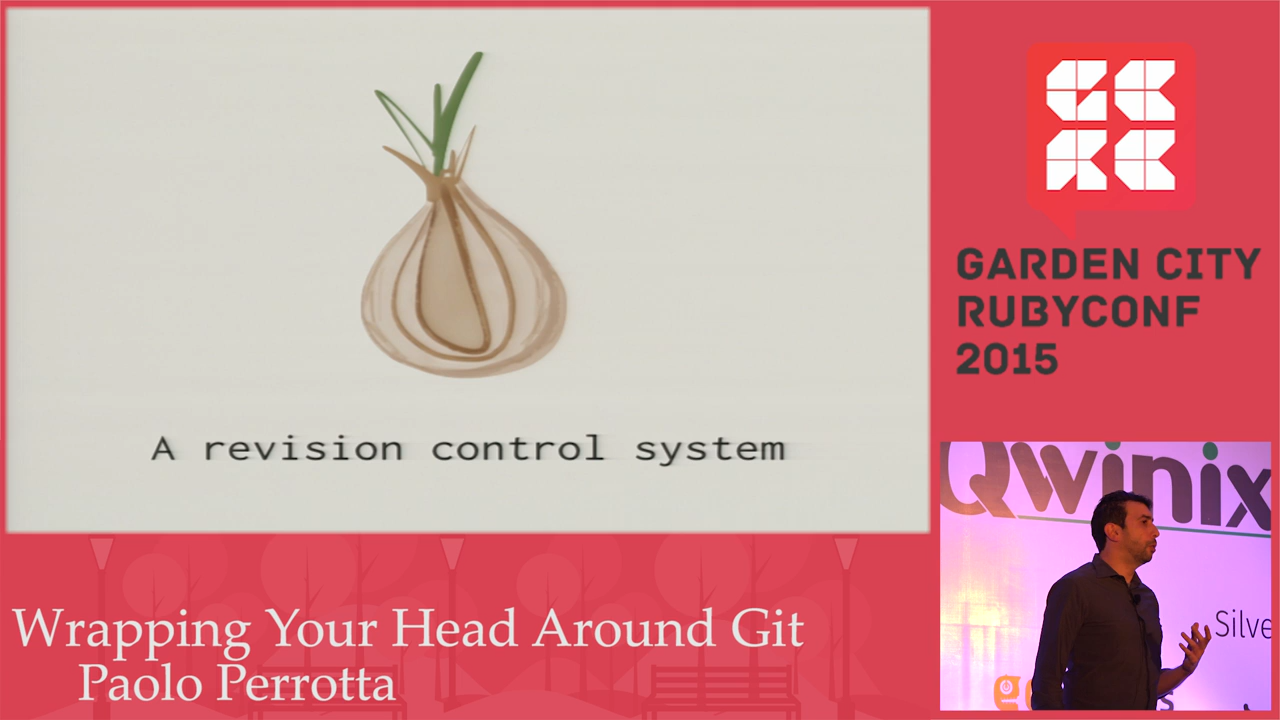 A revision control system
GARDEN CITY
RUBYCONF
2015
Qwinix
Silve
Wrapping Your Head Around Git
Paolo Perrotta